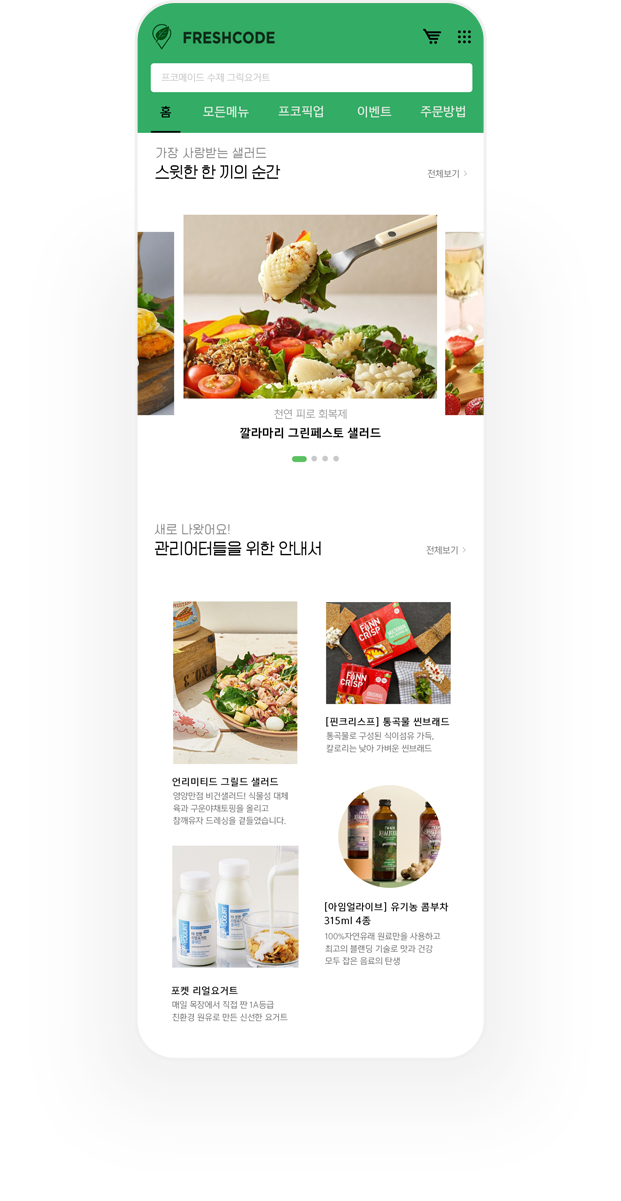 FRESHCODE
프코메이드 수제 그릭요거트
홈 모든메뉴 프코픽업 이벤트 주문방법
가장 사랑받는 샐러드
스윗한 한 끼의 순간
전체보기 >
천연 피로 회복제
깔라마리 그린페스토 샐러드
새로 나왔어요!
관리어터들을 위한 안내서
전체보기 >
FINN
CRISP
FINN
CRISP
ORIGINAL
[핀크리스프] 통곡물 씬브래드
통곡물로 구성된 식이섬유 가득,
칼로리는 낮아 가벼운 씬브래드
언리미티드 그릴드 샐러드
영양만점 비건샐러드! 식물성 대체
육과 구운야채토핑을 올리고
참깨유자 드레싱을 곁들였습니다.
[아임얼라이브] 유기농 콤부차
315ml 4종
100%자연유래 원료만을 사용하고
최고의 블랜딩 기술로 맛과 건강
모두 잡은 음료의 탄생
포켓 리얼요거트
매일 목장에서 직접 짠 1A등급
친환경 원유로 만든 신선한 요거트